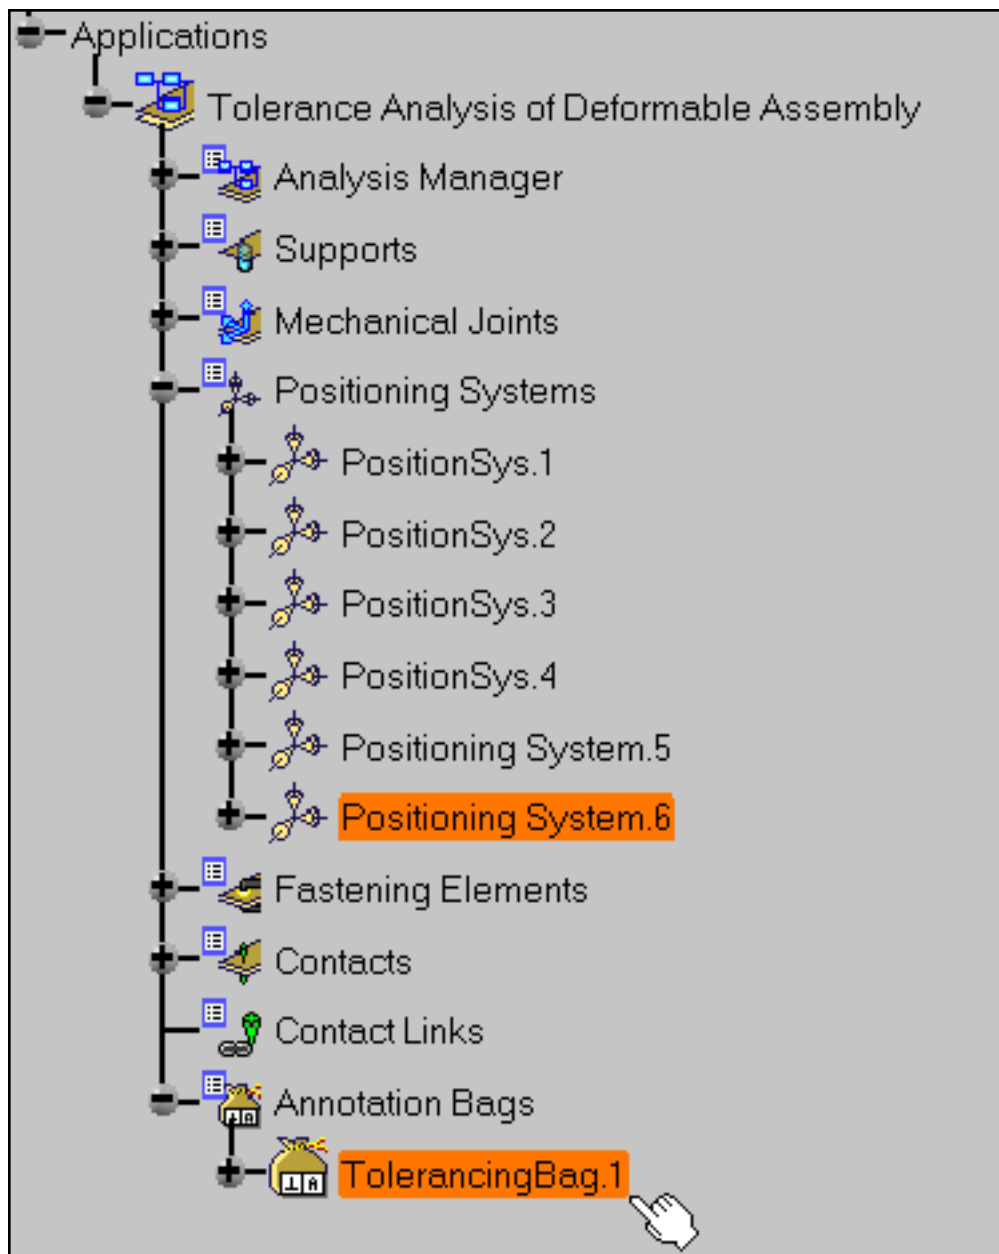 Applications
Tolerance Analysis of Deformable Assembly
Analysis Manager
Supports
Mechanical Joints
Positioning Systems
PositionSys.1
PositionSys.2
PositionSys.3
PositionSys.4
Positioning System.5
Positioning System.6
Fastening Elements
Contacts
Contact Links
Annotation Bags
TolerancingBag.1